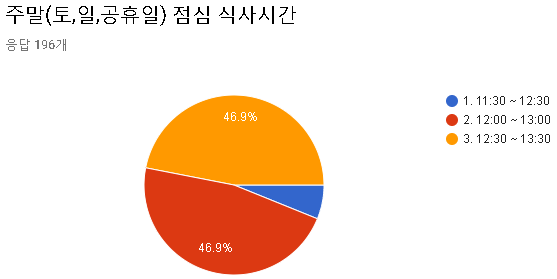 주말(토,일,공휴일) 점심 식사시간
응답 196개
46.9%
1. 11:30 ~ 12:30
2. 12:00 ~ 13:00
3. 12:30 ~ 13:30
46.9%